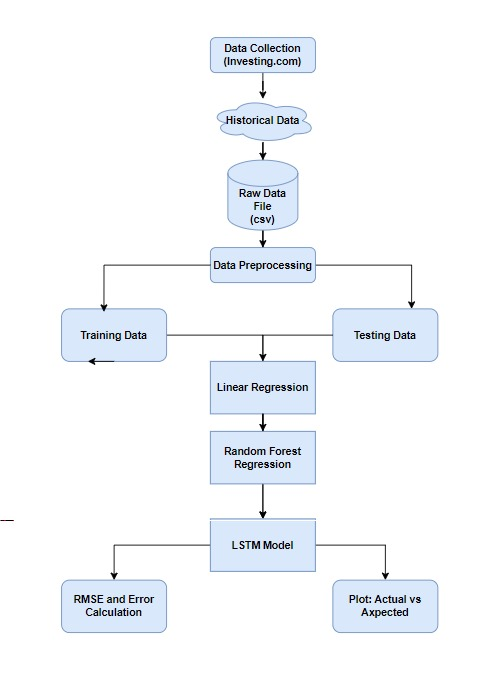 Data Collection
(Investing.com)
Historical Data
Raw Data
File
(csv)
Data Preprocessing
Training Data
Testing Data
Linear Regression
Random Forest
Regression
LSTM Model
RMSE and Error
Calculation
Plot: Actual vs
Axpected